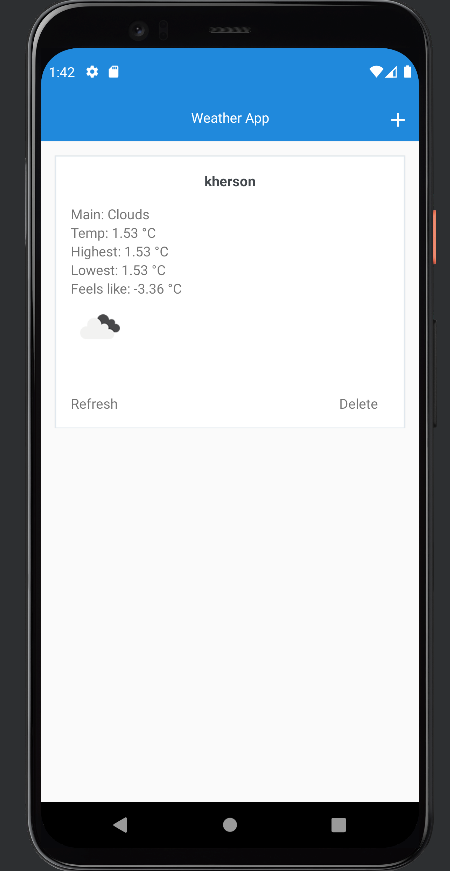 1:42
Weather App
kherson
Main: Clouds
Temp: 1.53 °C
Highest: 1.53 °C
Lowest: 1.53 °C
Feels like: -3.36 °C
Refresh Delete